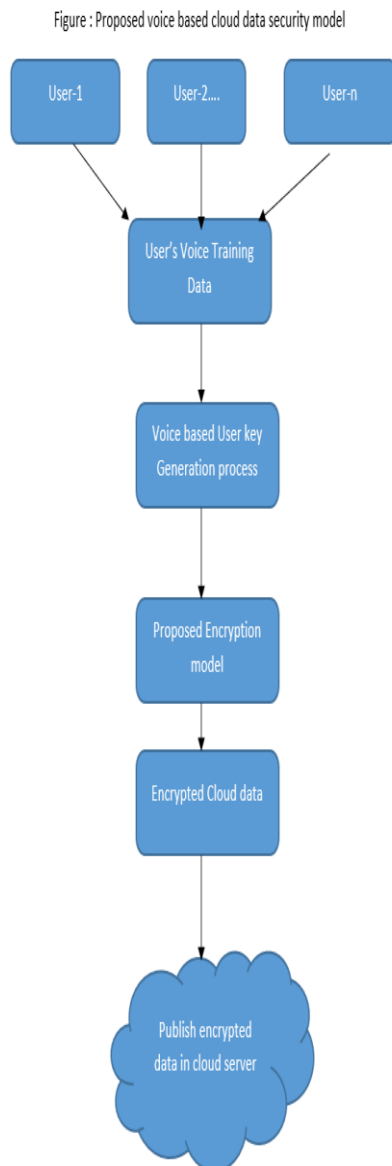 Figure : Proposed voice based cloud data security model
User-1
User-2....
User-n
User's Voice Training
Data
Voice based User key
Generation process
Proposed Encryption
model
Encrypted Cloud data
Publish encrypted
data in cloud server